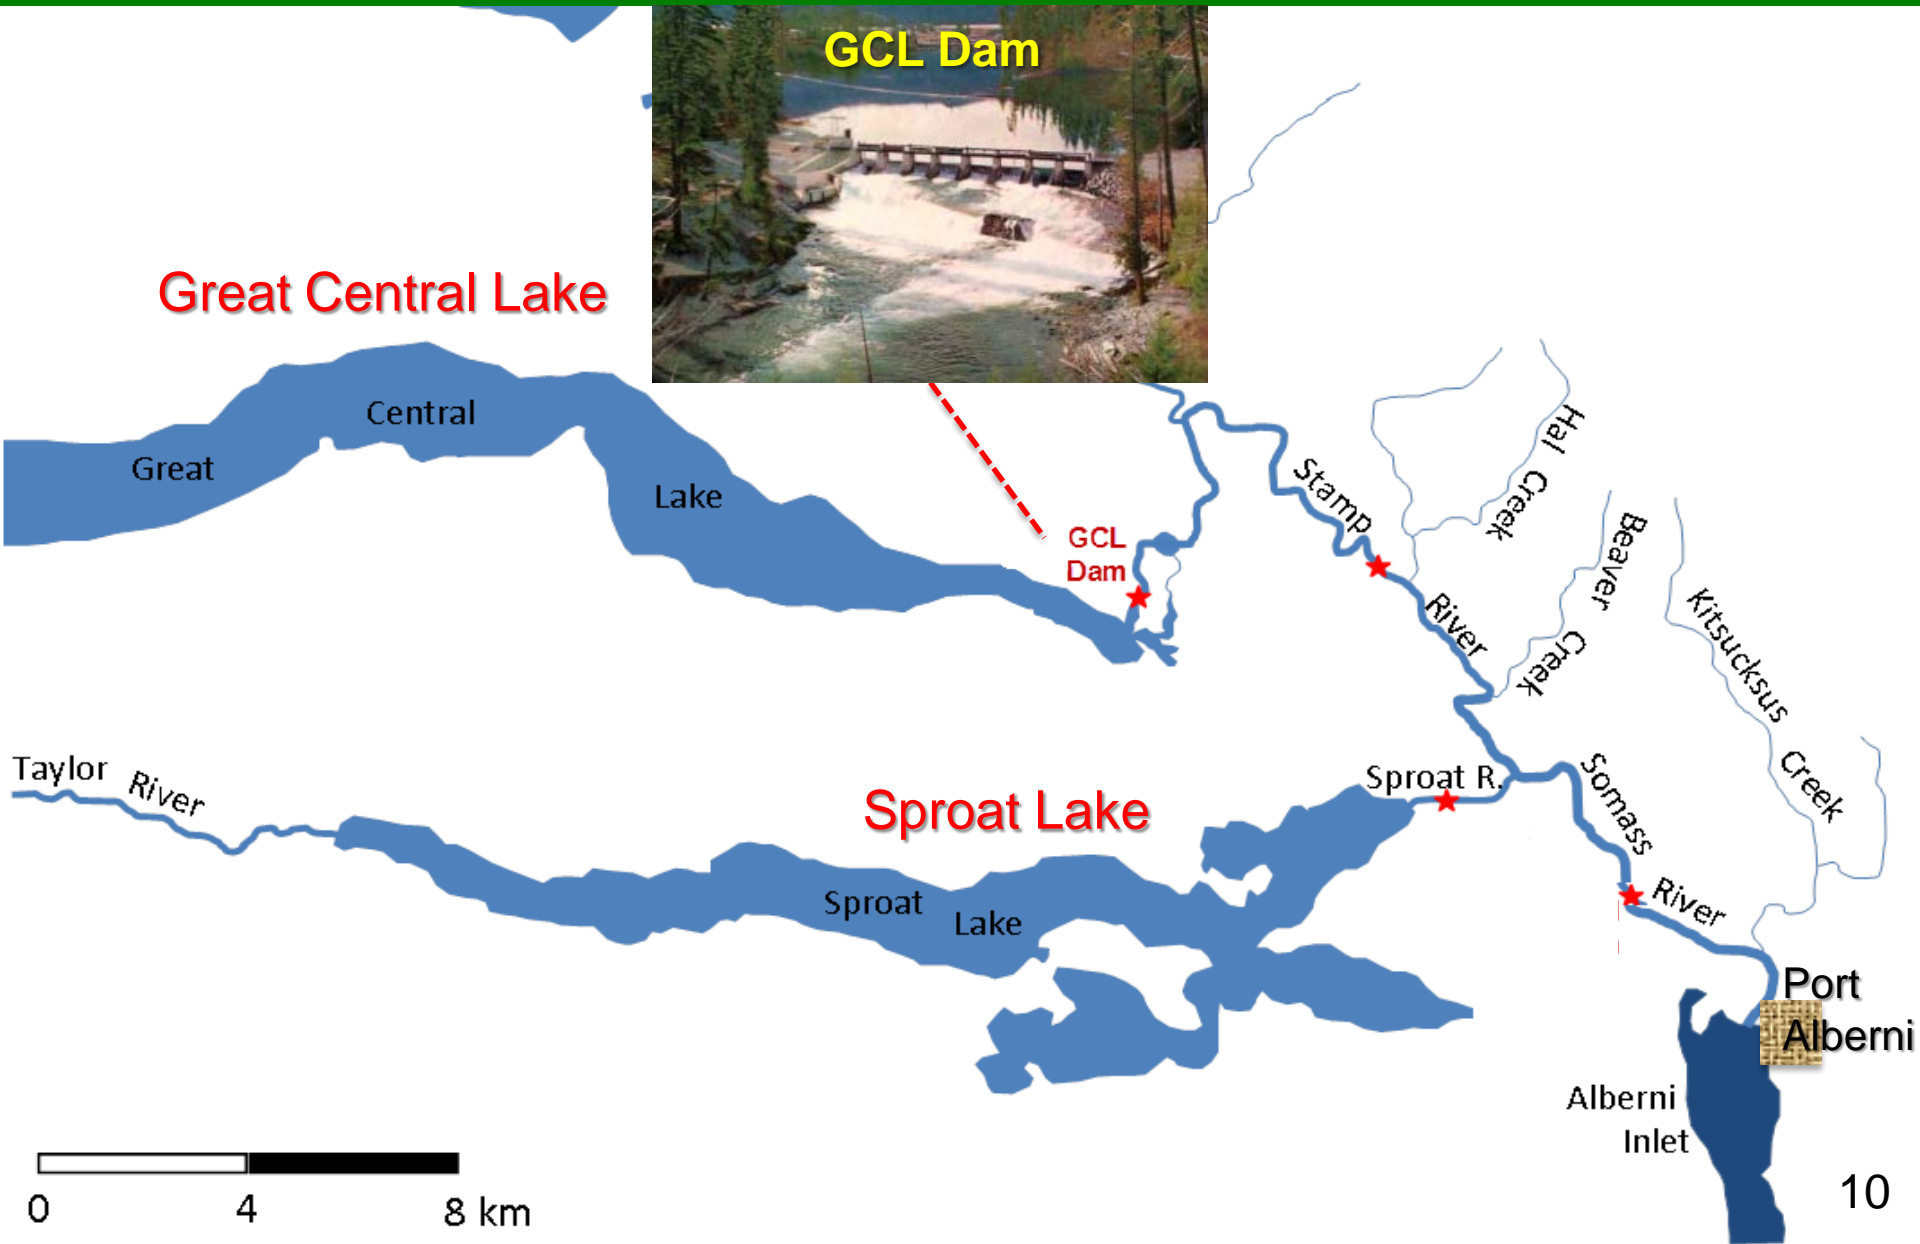 GCL Dam
Great Central Lake
Great
Central
Lake
GCL
Dam
Stamp
River
Hal
Creek
Beaver
Creek
Kitsucksus
Creek
Taylor
River
Sproat Lake
Sproat
Lake
Sproat R.
Somass
River
Port
Alberni
Alberni
Inlet
0 4 8 km
10